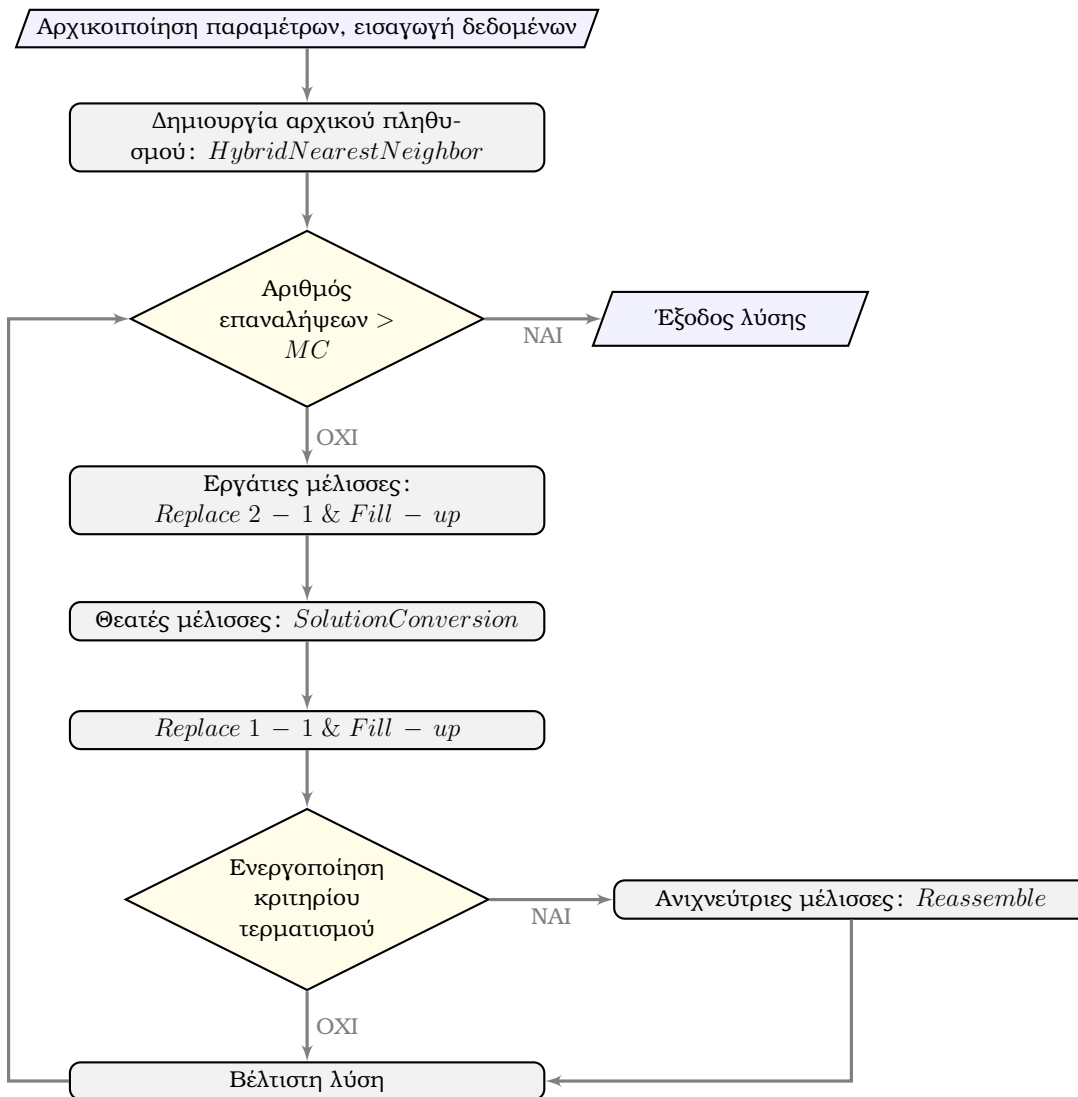 Αρχικοιποίηση παραμέτρων, εισαγωγή δεδομένων
Δημιουργία αρχικού πληθυ-
σμού: HybridNearestNeighbor
Αριθμός
επαναλήψεων >
MC
ΝΑΙ
Έξοδος λύσης
ΟΧΙ
Εργάτιες μέλισσες:
Replace 2 − 1 & Fill − up
Θεατές μέλισσες: SolutionConversion
Replace 1 − 1 & Fill − up
Ενεργοποίηση
κριτηρίου
τερματισμού
ΝΑΙ
Ανιχνεύτριες μέλισσες: Reassemble
ΟΧΙ
Βέλτιστη λύση